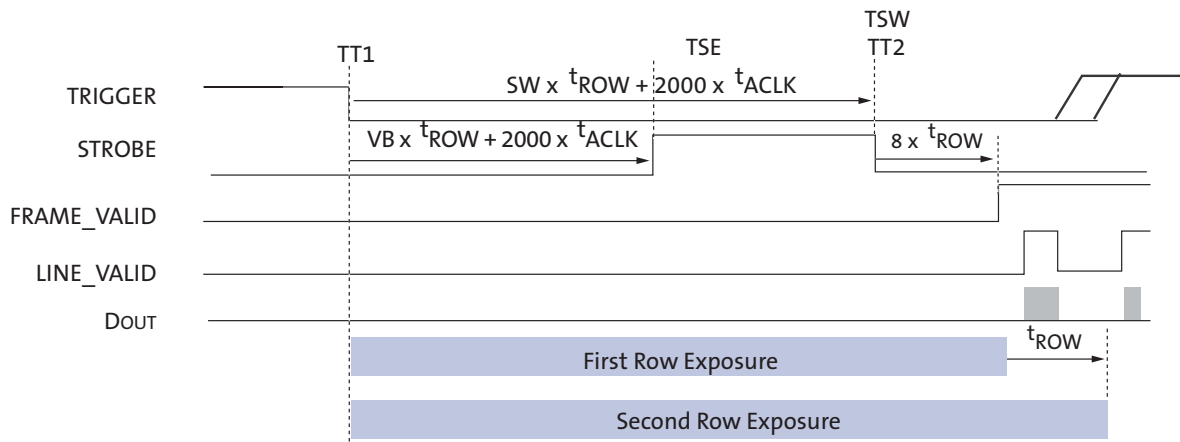 TSW
TT1
TSE
TT2
TRIGGER
SW x tROW + 2000 x tACLK
STROBE
VB x tROW + 2000 x tACLK
8 x tROW
FRAME_VALID
LINE_VALID
DOUT
First Row Exposure
tROW
Second Row Exposure